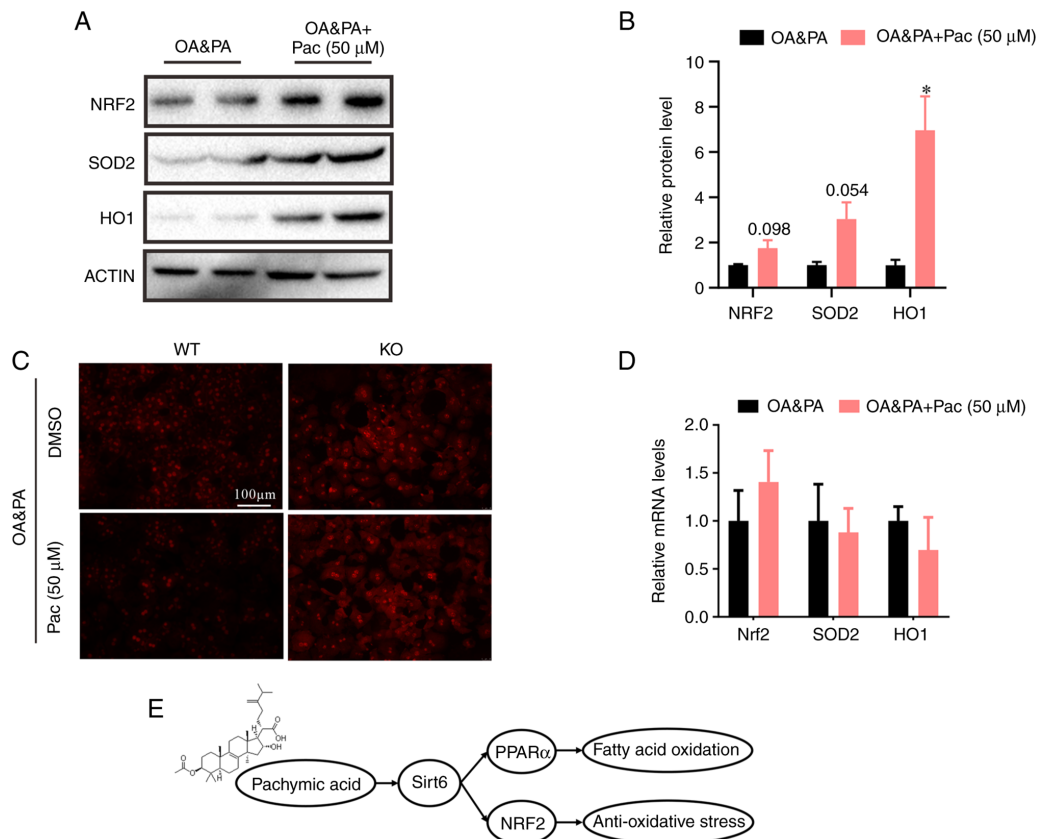 A
OA&PA
OA&PA+
Pac (50 μM)
NRF2
SOD2
HO1
ACTIN
B
OA&PA
OA&PA+Pac (50 μM)
Relative protein level
10
8
6
4
2
0
0.098
0.054
*
NRF2
SOD2
HO1
C
WT
KO
OA&PA
DMSO
Pac (50 μM)
100μm
D
OA&PA
OA&PA+Pac (50 μM)
Relative mRNA levels
2.0
1.5
1.0
0.5
0.0
Nrf2
SOD2
HO1
E
O
OH
OH
H
H
O
O
Pachymic acid
Sirt6
PPARα
Fatty acid oxidation
NRF2
Anti-oxidative stress